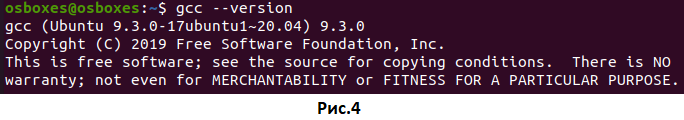 osboxes@osboxes:~$ gcc --version
gcc (Ubuntu 9.3.0-17ubuntu1~20.04) 9.3.0
Copyright (C) 2019 Free Software Foundation, Inc.
This is free software; see the source for copying conditions.  There is NO
warranty; not even for MERCHANTABILITY or FITNESS FOR A PARTICULAR PURPOSE.
Рис.4